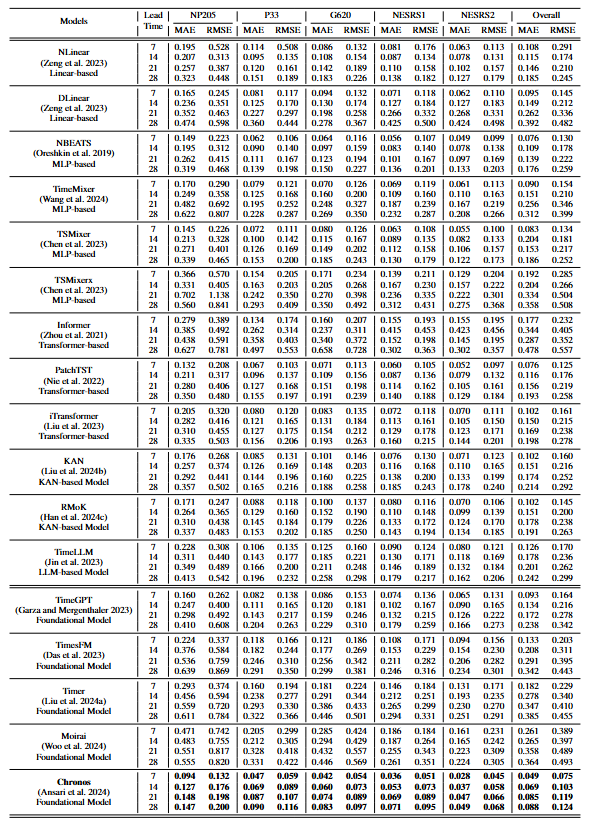 Models Lead Time NP205 P33 G620 NESRS1 NESRS2 Overall
MAE RMSE MAE RMSE MAE RMSE MAE RMSE MAE RMSE MAE RMSE
NLinear 7 0.195 0.528 0.114 0.508 0.086 0.132 0.081 0.176 0.063 0.113 0.108 0.291
(Zeng et al. 2023) 14 0.207 0.313 0.095 0.135 0.108 0.154 0.087 0.134 0.078 0.131 0.115 0.174
Linear-based 21 0.257 0.387 0.120 0.161 0.142 0.189 0.110 0.158 0.102 0.157 0.146 0.210
28 0.323 0.448 0.151 0.189 0.183 0.226 0.138 0.182 0.129 0.179 0.185 0.245
DLinear 7 0.165 0.245 0.081 0.117 0.094 0.132 0.071 0.118 0.062 0.110 0.095 0.145
(Zeng et al. 2023) 14 0.236 0.351 0.125 0.170 0.130 0.174 0.127 0.184 0.127 0.183 0.149 0.212
Linear-based 21 0.352 0.463 0.227 0.297 0.198 0.258 0.266 0.332 0.268 0.331 0.262 0.336
28 0.474 0.598 0.360 0.444 0.278 0.367 0.425 0.500 0.424 0.498 0.392 0.482
NBEATS 7 0.149 0.223 0.062 0.106 0.064 0.116 0.056 0.107 0.049 0.095 0.076 0.130
(Oreshkin et al. 2019) 14 0.195 0.312 0.090 0.140 0.097 0.159 0.083 0.140 0.078 0.138 0.109 0.178
MLP-based 21 0.262 0.415 0.111 0.167 0.123 0.194 0.101 0.167 0.097 0.169 0.139 0.222
28 0.319 0.468 0.139 0.198 0.150 0.227 0.136 0.201 0.133 0.203 0.176 0.259
TimeMixer 7 0.170 0.290 0.079 0.121 0.070 0.126 0.069 0.119 0.061 0.113 0.090 0.154
(Wang et al. 2024) 14 0.249 0.358 0.125 0.168 0.160 0.200 0.109 0.160 0.110 0.163 0.151 0.210
MLP-based 21 0.482 0.692 0.195 0.252 0.248 0.327 0.189 0.239 0.167 0.219 0.256 0.346
28 0.622 0.807 0.228 0.287 0.269 0.350 0.232 0.287 0.208 0.266 0.312 0.399
TSMixer 7 0.145 0.226 0.072 0.111 0.080 0.126 0.063 0.108 0.055 0.100 0.083 0.134
(Chen et al. 2023) 14 0.213 0.328 0.100 0.142 0.115 0.167 0.089 0.135 0.082 0.133 0.204 0.181
MLP-based 21 0.271 0.401 0.126 0.169 0.149 0.202 0.112 0.158 0.106 0.157 0.153 0.217
28 0.339 0.465 0.153 0.200 0.185 0.243 0.130 0.179 0.122 0.173 0.186 0.252
TSMixerx 7 0.366 0.570 0.154 0.205 0.171 0.234 0.139 0.211 0.129 0.204 0.192 0.285
(Chen et al. 2023) 14 0.331 0.405 0.163 0.203 0.205 0.268 0.167 0.230 0.157 0.222 0.204 0.266
MLP-based 21 0.702 1.138 0.242 0.350 0.270 0.398 0.236 0.335 0.222 0.301 0.334 0.504
28 0.560 0.841 0.293 0.409 0.350 0.492 0.312 0.431 0.275 0.368 0.358 0.508
Informer 7 0.279 0.389 0.134 0.174 0.160 0.207 0.155 0.193 0.155 0.195 0.177 0.232
(Zhou et al. 2021) 14 0.385 0.492 0.262 0.314 0.237 0.311 0.415 0.453 0.423 0.456 0.344 0.405
Transformer-based 21 0.438 0.591 0.358 0.403 0.340 0.372 0.152 0.198 0.145 0.195 0.287 0.352
28 0.627 0.781 0.497 0.553 0.658 0.728 0.302 0.363 0.302 0.357 0.478 0.557
PatchTST 7 0.132 0.208 0.067 0.103 0.071 0.113 0.060 0.105 0.052 0.097 0.076 0.125
(Nie et al. 2022) 14 0.211 0.317 0.096 0.137 0.109 0.156 0.087 0.136 0.079 0.132 0.116 0.176
Transformer-based 21 0.280 0.406 0.127 0.168 0.151 0.198 0.114 0.162 0.105 0.161 0.156 0.219
28 0.350 0.480 0.155 0.197 0.191 0.239 0.140 0.188 0.129 0.184 0.193 0.258
iTransformer 7 0.205 0.320 0.080 0.120 0.083 0.135 0.072 0.118 0.070 0.111 0.102 0.161
(Liu et al. 2023) 14 0.282 0.416 0.121 0.165 0.131 0.184 0.113 0.161 0.105 0.150 0.150 0.215
Transformer-based 21 0.310 0.455 0.127 0.175 0.154 0.212 0.129 0.178 0.123 0.171 0.169 0.238
28 0.335 0.503 0.156 0.206 0.193 0.263 0.160 0.215 0.144 0.201 0.198 0.278
KAN 7 0.176 0.268 0.085 0.131 0.101 0.146 0.076 0.130 0.071 0.123 0.102 0.160
(Liu et al. 2024b) 14 0.257 0.374 0.126 0.169 0.148 0.203 0.116 0.168 0.110 0.165 0.151 0.216
KAN-based Model 21 0.292 0.441 0.144 0.196 0.160 0.225 0.138 0.200 0.133 0.199 0.174 0.252
28 0.357 0.502 0.165 0.216 0.188 0.258 0.185 0.243 0.178 0.240 0.214 0.292
RMoK 7 0.171 0.247 0.088 0.118 0.100 0.137 0.080 0.116 0.070 0.106 0.102 0.145
(Han et al. 2024c) 14 0.264 0.365 0.129 0.160 0.152 0.190 0.110 0.148 0.099 0.139 0.151 0.200
KAN-based Model 21 0.310 0.438 0.145 0.184 0.179 0.226 0.133 0.172 0.124 0.170 0.178 0.238
28 0.337 0.483 0.153 0.202 0.185 0.250 0.143 0.194 0.134 0.185 0.191 0.263
TimeLLM 7 0.228 0.308 0.106 0.135 0.125 0.160 0.090 0.124 0.080 0.121 0.126 0.170
(Jin et al. 2023) 14 0.311 0.440 0.143 0.177 0.185 0.221 0.130 0.171 0.118 0.169 0.178 0.236
LLM-based Model 21 0.349 0.489 0.166 0.200 0.211 0.248 0.146 0.189 0.132 0.184 0.201 0.262
28 0.413 0.542 0.196 0.232 0.258 0.298 0.179 0.217 0.162 0.206 0.242 0.299
TimeGPT 7 0.160 0.262 0.082 0.138 0.086 0.153 0.074 0.136 0.065 0.131 0.093 0.164
(Garza and Mergenthaler 2023) 14 0.247 0.400 0.111 0.165 0.120 0.181 0.102 0.167 0.090 0.165 0.134 0.216
Foundational Model 21 0.298 0.492 0.143 0.217 0.159 0.246 0.132 0.215 0.126 0.222 0.172 0.278
28 0.410 0.608 0.204 0.263 0.229 0.310 0.179 0.259 0.166 0.273 0.238 0.342
TimesFM 7 0.224 0.337 0.118 0.166 0.121 0.186 0.108 0.171 0.094 0.156 0.133 0.203
(Das et al. 2023) 14 0.376 0.584 0.182 0.244 0.177 0.269 0.153 0.229 0.154 0.230 0.208 0.311
Foundational Model 21 0.536 0.759 0.246 0.310 0.256 0.342 0.211 0.282 0.206 0.282 0.291 0.395
28 0.639 0.869 0.291 0.350 0.299 0.381 0.246 0.316 0.234 0.301 0.342 0.443
Timer 7 0.293 0.374 0.160 0.194 0.181 0.224 0.146 0.184 0.131 0.171 0.182 0.229
(Liu et al. 2024a) 14 0.456 0.594 0.238 0.277 0.291 0.344 0.212 0.251 0.193 0.235 0.278 0.340
Foundational Model 21 0.559 0.720 0.293 0.330 0.386 0.433 0.265 0.299 0.230 0.270 0.347 0.410
28 0.611 0.784 0.322 0.366 0.446 0.501 0.294 0.331 0.251 0.291 0.385 0.455
Moirai 7 0.471 0.742 0.205 0.299 0.285 0.424 0.186 0.184 0.161 0.231 0.261 0.389
(Woo et al. 2024) 14 0.483 0.755 0.212 0.305 0.294 0.429 0.187 0.264 0.165 0.242 0.265 0.397
Foundational Model 21 0.551 0.817 0.328 0.418 0.432 0.557 0.255 0.343 0.223 0.309 0.358 0.489
28 0.555 0.820 0.331 0.422 0.446 0.569 0.261 0.351 0.224 0.305 0.364 0.493
Chronos 7 0.094 0.132 0.047 0.059 0.042 0.054 0.036 0.051 0.028 0.045 0.049 0.075
(Ansari et al. 2024) 14 0.127 0.176 0.069 0.089 0.060 0.073 0.053 0.073 0.037 0.058 0.069 0.103
Foundational Model 21 0.148 0.198 0.087 0.107 0.074 0.089 0.069 0.089 0.047 0.066 0.085 0.119
28 0.147 0.200 0.090 0.116 0.083 0.097 0.071 0.095 0.049 0.068 0.088 0.124